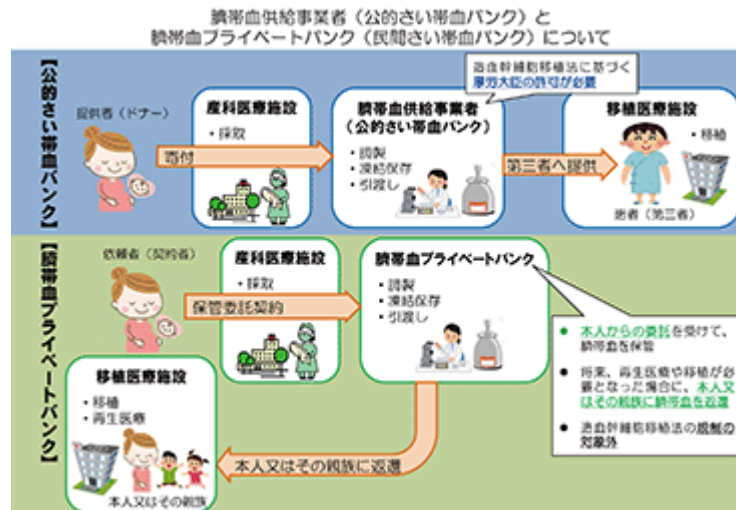 臍帯血供給事業者（公的さい帯血バンク）と
臍帯血プライベートバンク（民間さい帯血バンク）について
【公的さい帯血バンク】
提供者（ドナー）
寄付
産科医療施設
・採取
臍帯血供給事業者
（公的さい帯血バンク）
・調製
・凍結保存
・引渡し
造血幹細胞移植法に基づく
厚労大臣の許可が必要
第三者へ提供
移植医療施設
・移植
患者（第三者）
【臍帯血プライベートバンク】
依頼者（契約者）
保管委託契約
産科医療施設
・採取
臍帯血プライベートバンク
・調製
・凍結保存
・引渡し
● 本人からの委託を受けて、
臍帯血を保管
● 将来、再生医療や移植が必
要となった場合に、本人又
はその親族に臍帯血を返還
● 造血幹細胞移植法の規制の
対象外
移植医療施設
・移植
・再生医療
本人又はその親族
本人又はその親族に返還